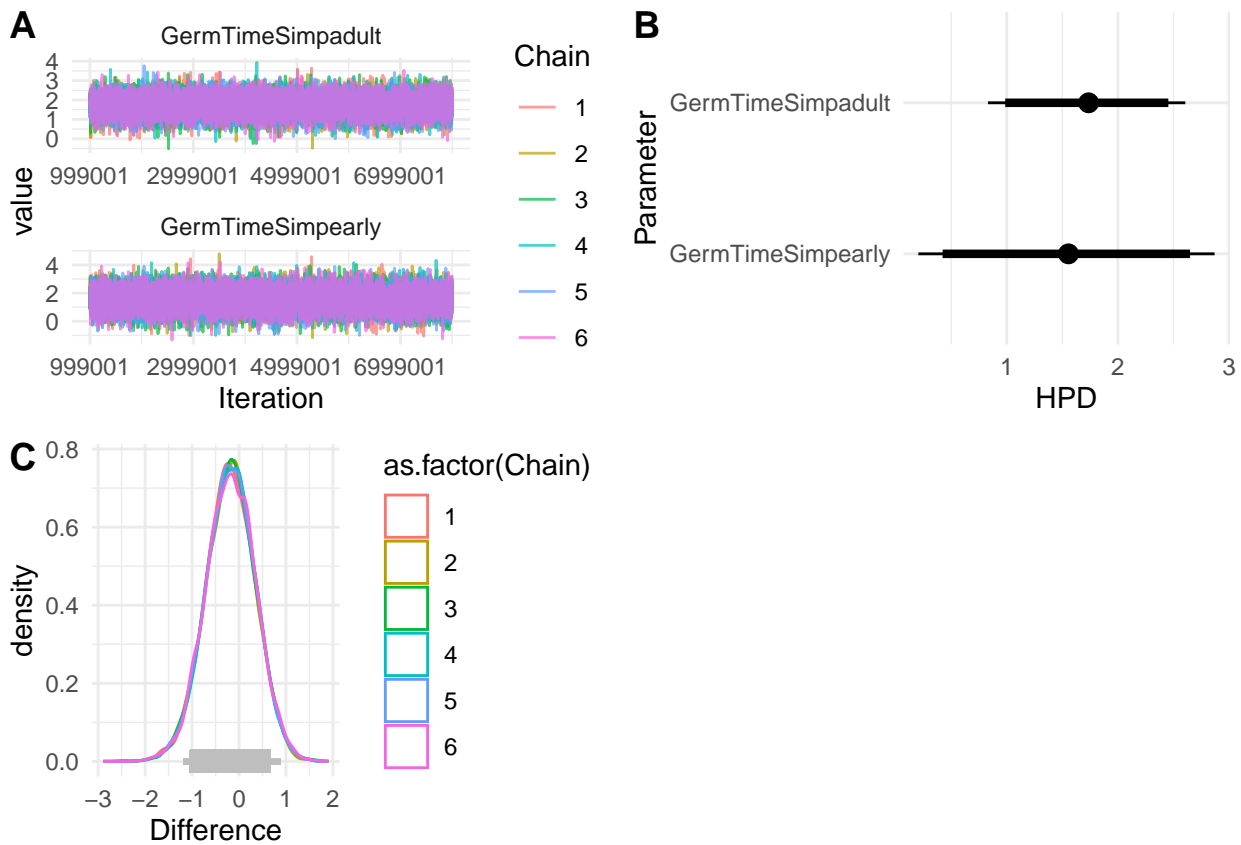 A
GermTimeSimpadult
4
3
2
1
0
999001 2999001 4999001 6999001
value
GermTimeSimpearly
4
2
0
999001 2999001 4999001 6999001
Iteration
Chain
1
2
3
4
5
6
B
Parameter
GermTimeSimpadult
GermTimeSimpearly
1 2 3
HPD
C
density
0.8
0.6
0.4
0.2
0.0
−3 −2 −1 0 1 2
Difference
as.factor(Chain)
1
2
3
4
5
6